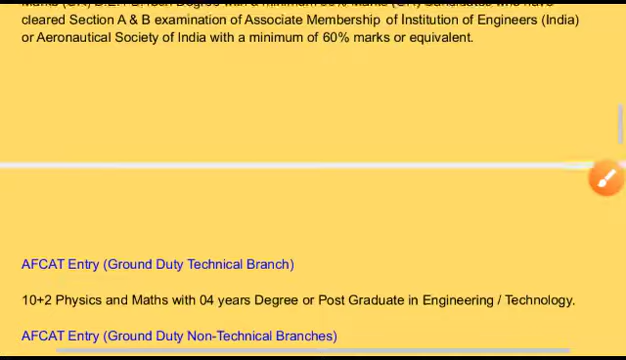 cleared Section A & B examination of Associate Membership of Institution of Engineers (India)
or Aeronautical Society of India with a minimum of 60% marks or equivalent.
AFCAT Entry (Ground Duty Technical Branch)
10+2 Physics and Maths with 04 years Degree or Post Graduate in Engineering / Technology.
AFCAT Entry (Ground Duty Non-Technical Branches)